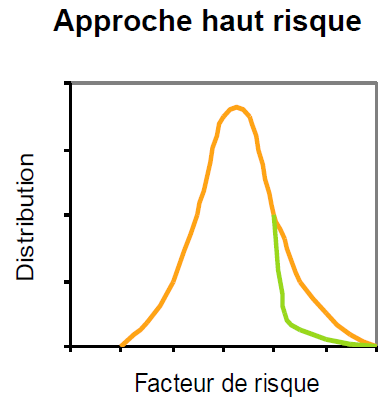 Approche haut risque
Distribution
Facteur de risque